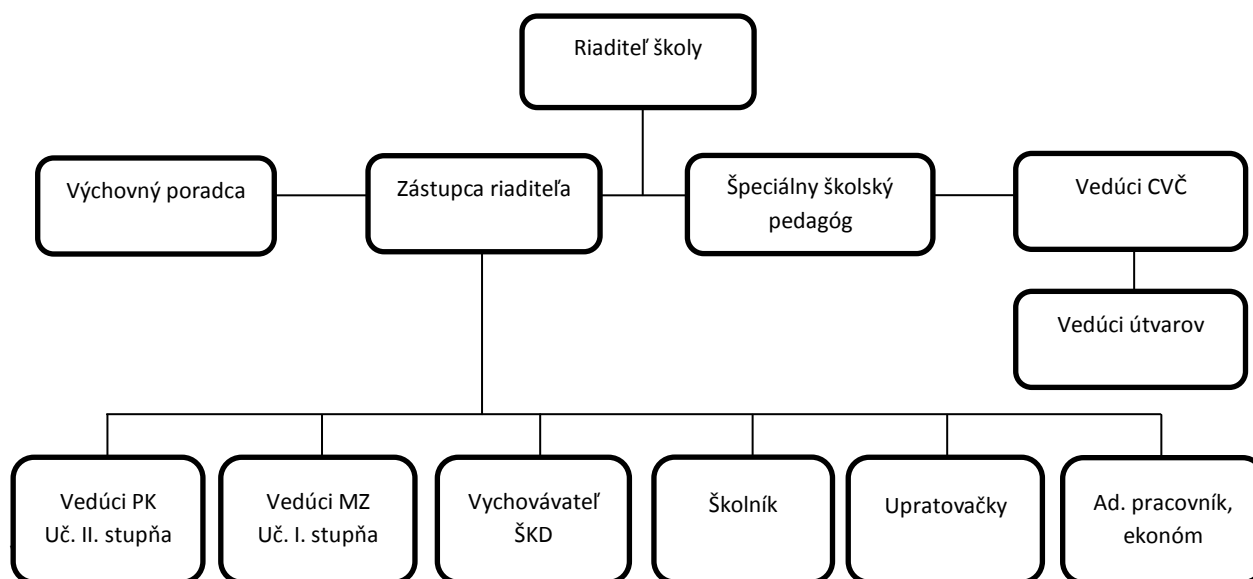 Riaditeľ školy
Výchovný poradca
Zástupca riaditeľa
Špeciálny školský
pedagóg
Vedúci CVČ
Vedúci útvarov
Vedúci PK
Uč. II. stupňa
Vedúci MZ
Uč. I. stupňa
Vychovávateľ
ŠKD
Školník
Upratovačky
Ad. pracovník,
ekonóm